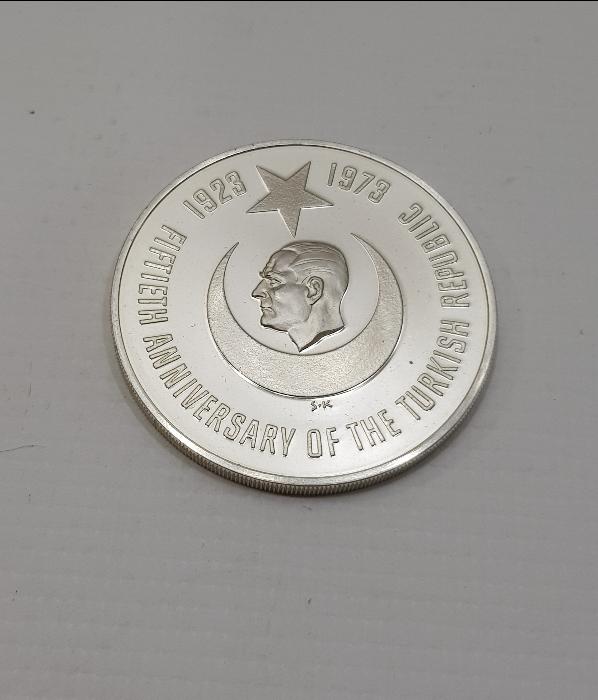 1923 1973
FIFTIETH ANNIVERSARY OF THE TURKISH REPUBLIC
S·K